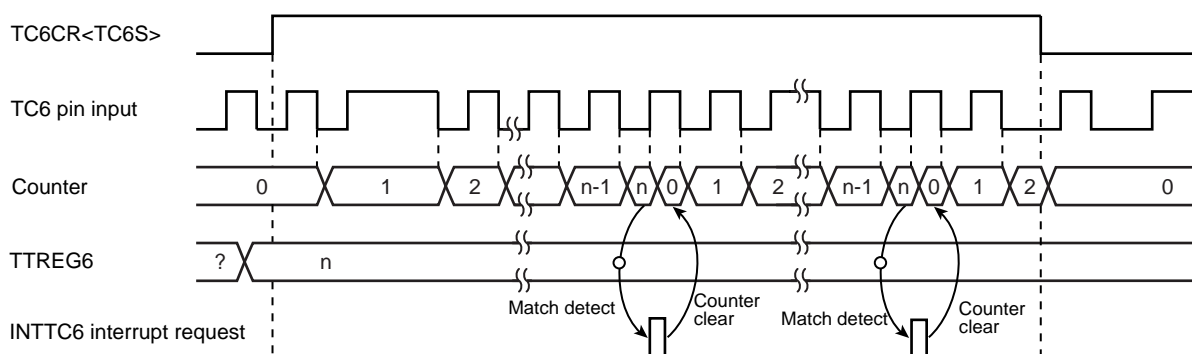 TC6CR<TC6S>
TC6 pin input
Counter
0 1 2 n-1 n 0 1 2 n-1 n 0 1 2 0
TTREG6
? n
Match detect
Counter
clear
Match detect
Counter
clear
INTTC6 interrupt request